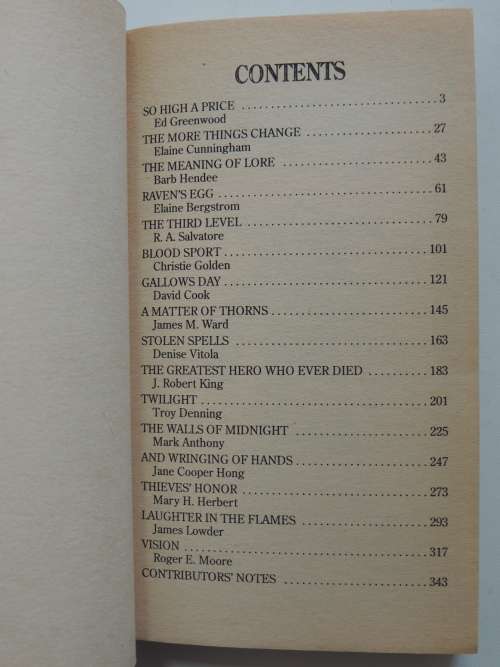 CONTENTS
SO HIGH A PRICE ..................................... 3
Ed Greenwood
THE MORE THINGS CHANGE ........................ 27
Elaine Cunningham
THE MEANING OF LORE ............................ 43
Barb Hendee
RAVEN'S EGG ........................................ 61
Elaine Bergstrom
THE THIRD LEVEL ................................... 79
R. A. Salvatore
BLOOD SPORT ...................................... 101
Christie Golden
GALLOWS DAY ...................................... 121
David Cook
A MATTER OF THORNS ............................. 145
James M. Ward
STOLEN SPELLS .................................... 163
Denise Vitola
THE GREATEST HERO WHO EVER DIED .......... 183
J. Robert King
TWILIGHT ........................................... 201
Troy Denning
THE WALLS OF MIDNIGHT ......................... 225
Mark Anthony
AND WRINGING OF HANDS ......................... 247
Jane Cooper Hong
THIEVES' HONOR ................................... 273
Mary H. Herbert
LAUGHTER IN THE FLAMES ........................ 293
James Lowder
VISION .............................................. 317
Roger E. Moore
CONTRIBUTORS' NOTES ........................... 343